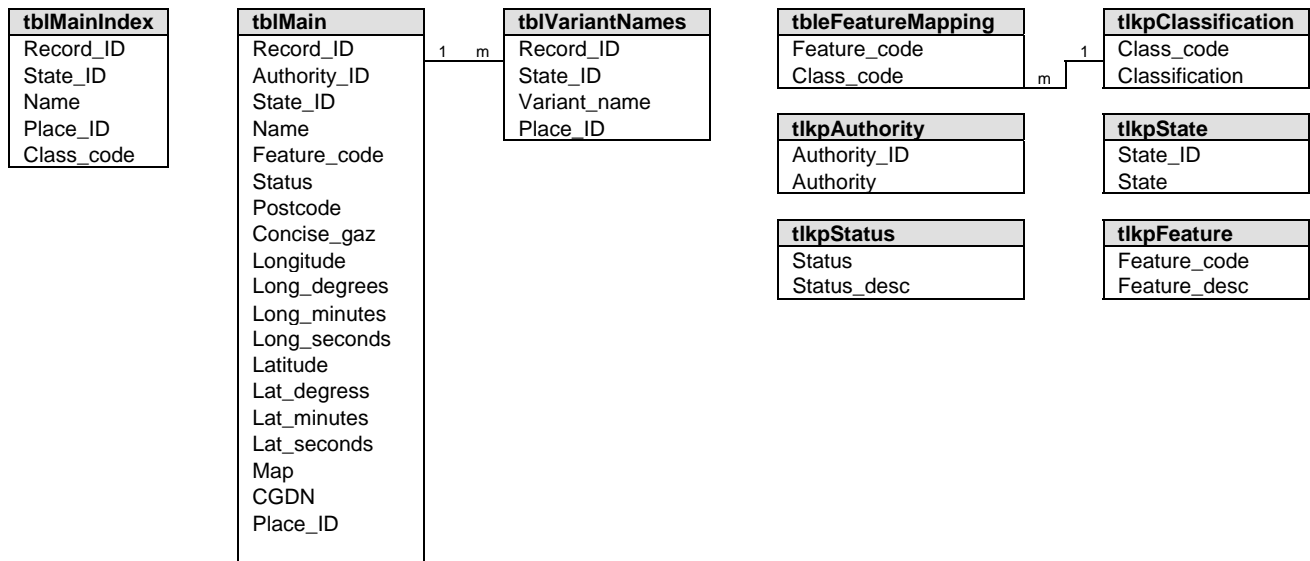 tblMainIndex
Record_ID
State_ID
Name
Place_ID
Class_code
tblMain
Record_ID
Authority_ID
State_ID
Name
Feature_code
Status
Postcode
Concise_gaz
Longitude
Long_degrees
Long_minutes
Long_seconds
Latitude
Lat_degress
Lat_minutes
Lat_seconds
Map
CGDN
Place_ID
1 m
tblVariantNames
Record_ID
State_ID
Variant_name
Place_ID
tbleFeatureMapping
Feature_code
Class_code
m 1
tlkpClassification
Class_code
Classification
tlkpAuthority
Authority_ID
Authority
tlkpState
State_ID
State
tlkpStatus
Status
Status_desc
tlkpFeature
Feature_code
Feature_desc